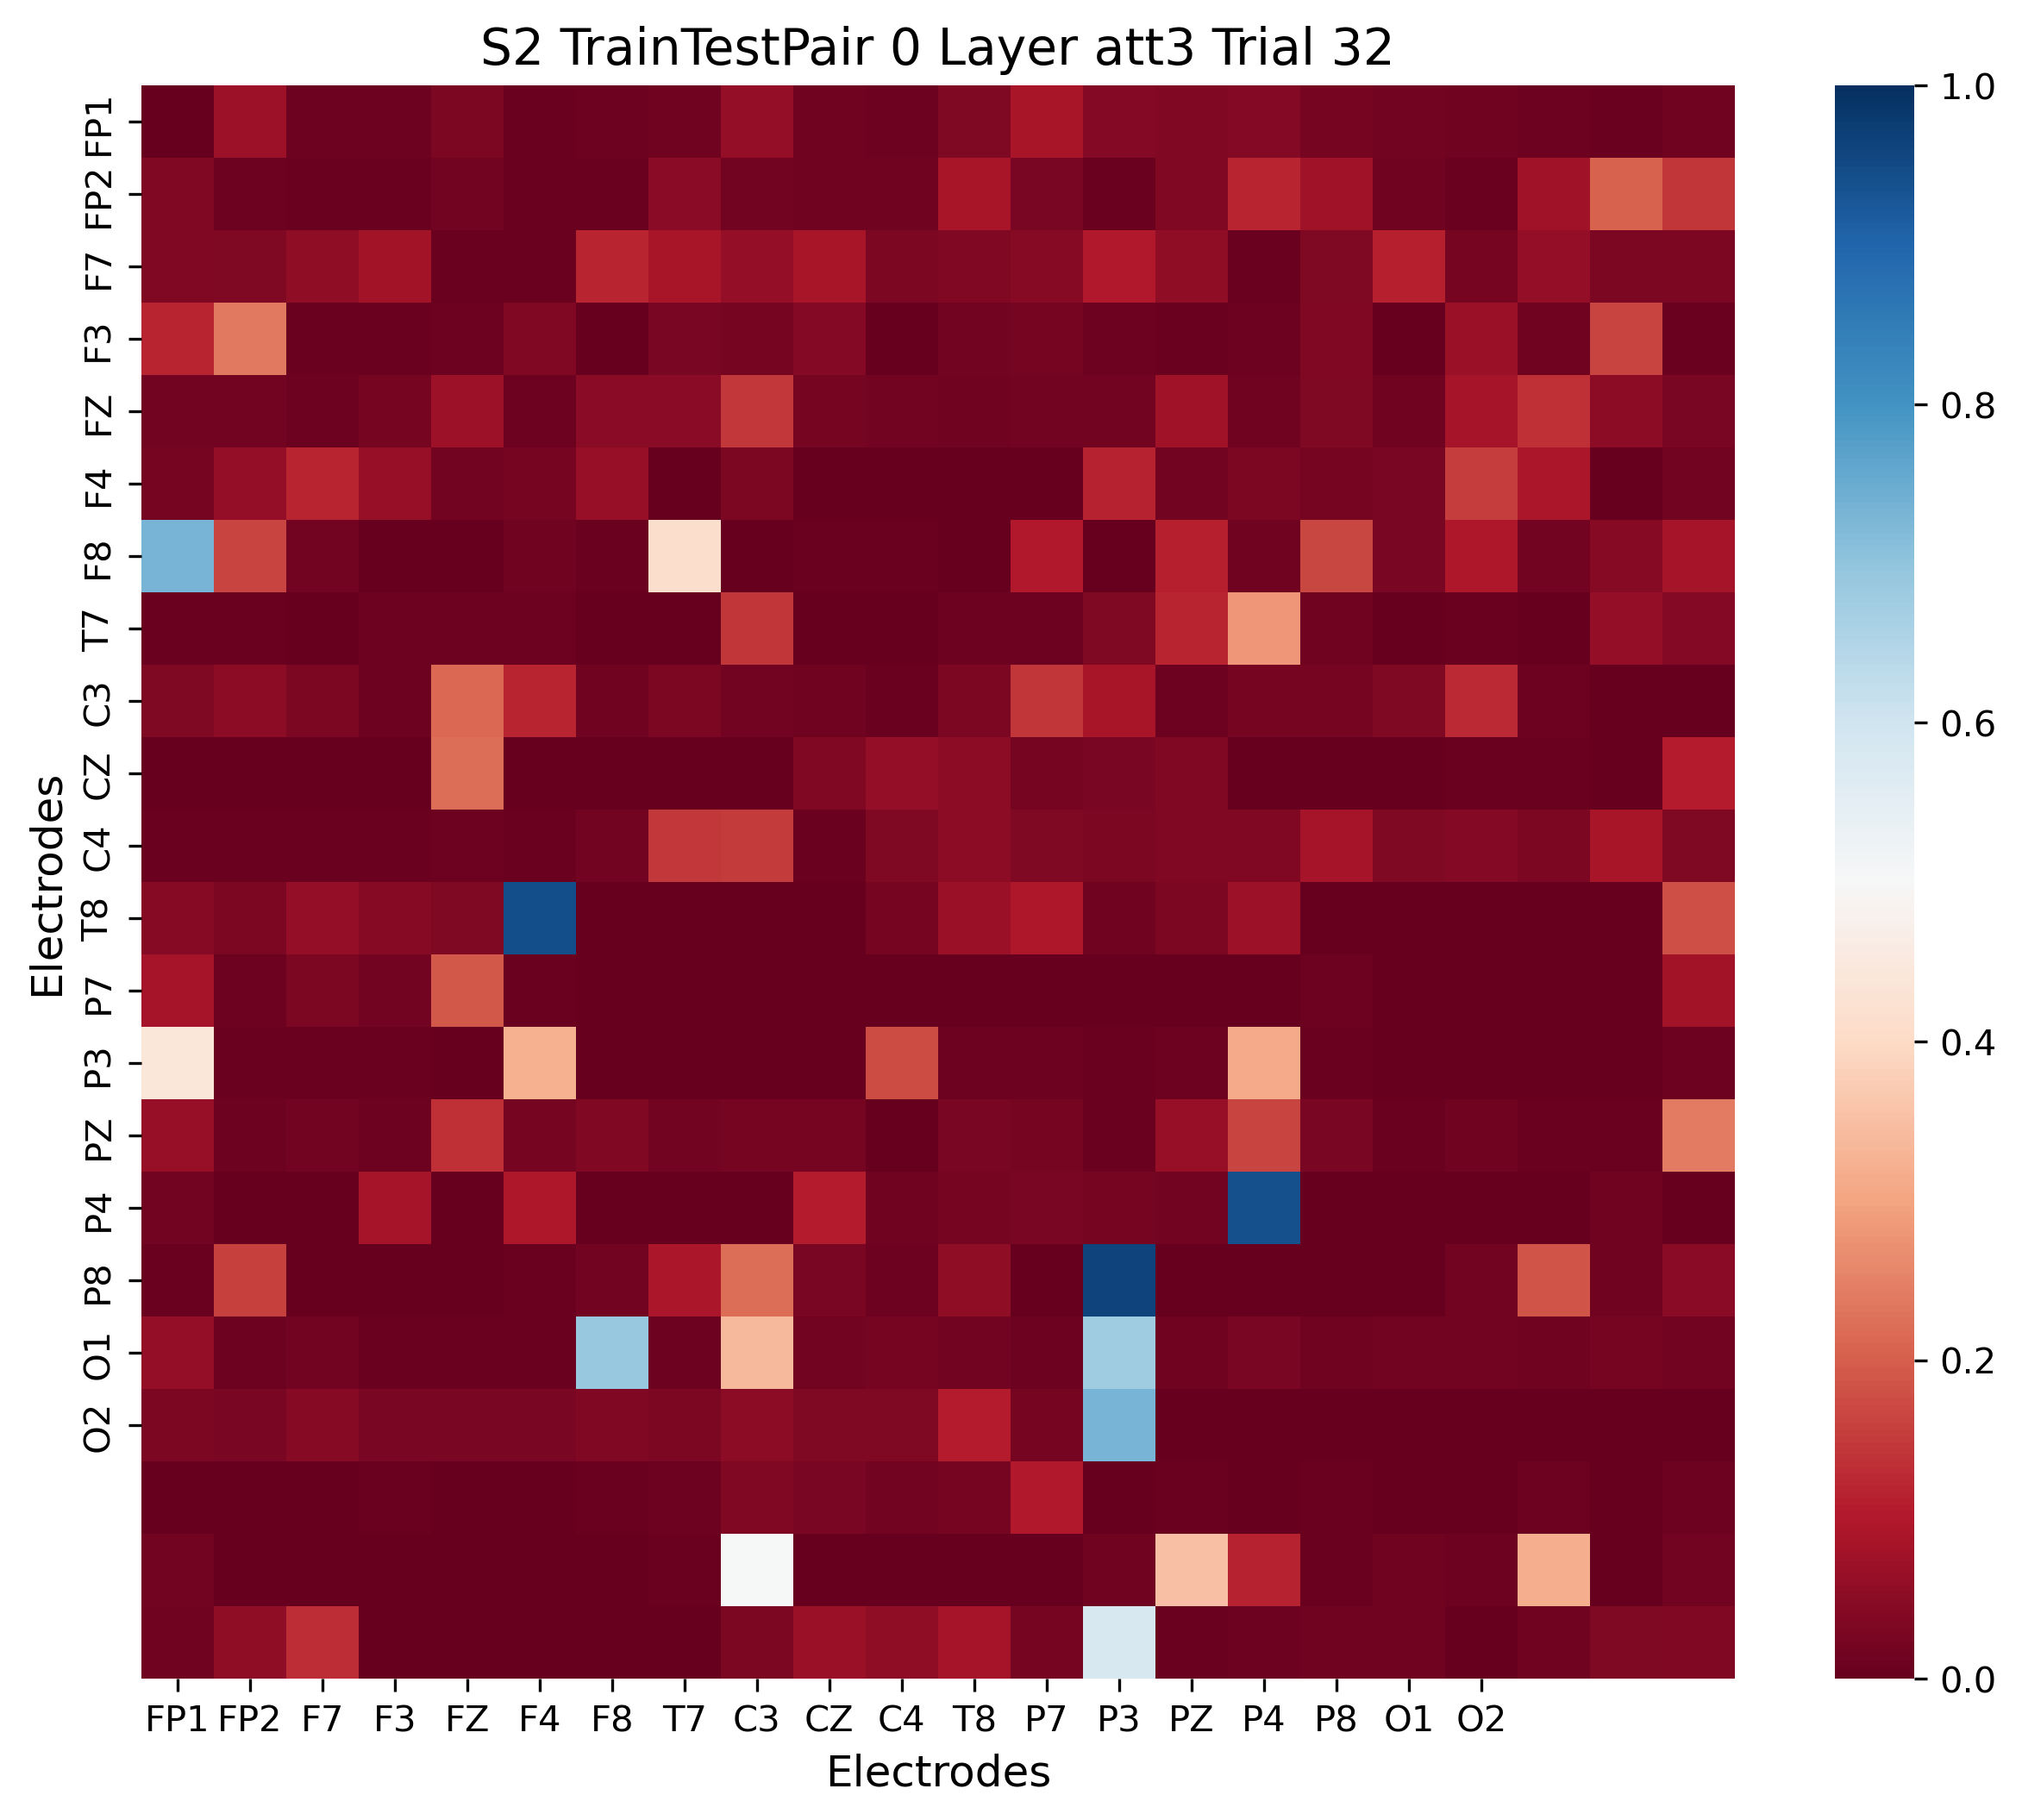 S2 TrainTestPair 0 Layer att3 Trial 32
Electrodes
FP1
FP2
F7
F3
FZ
F4
F8
T7
C3
CZ
C4
T8
P7
P3
PZ
P4
P8
O1
O2
FP1 FP2 F7 F3 FZ F4 F8 T7 C3 CZ C4 T8 P7 P3 PZ P4 P8 O1 O2
Electrodes
1.0
0.8
0.6
0.4
0.2
0.0